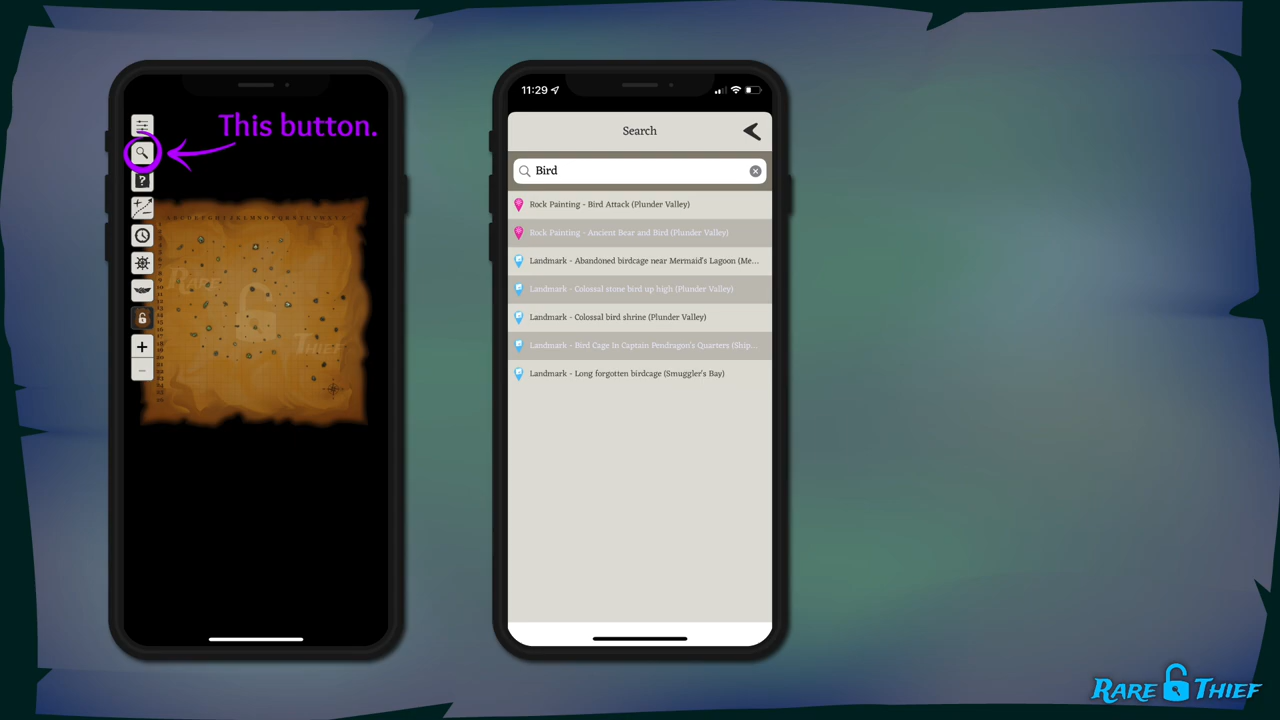 This button.
?
RARE
THIEF
+
−
11:29
Search
Bird
Rock Painting - Bird Attack (Plunder Valley)
Rock Painting - Ancient Bear and Bird (Plunder Valley)
Landmark - Abandoned birdcage near Mermaid's Lagoon (Me...
Landmark - Colossal stone bird up high (Plunder Valley)
Landmark - Colossal bird shrine (Plunder Valley)
Landmark - Bird Cage In Captain Pendragon's Quarters (Ship...
Landmark - Long forgotten birdcage (Smuggler's Bay)
RARE THIEF